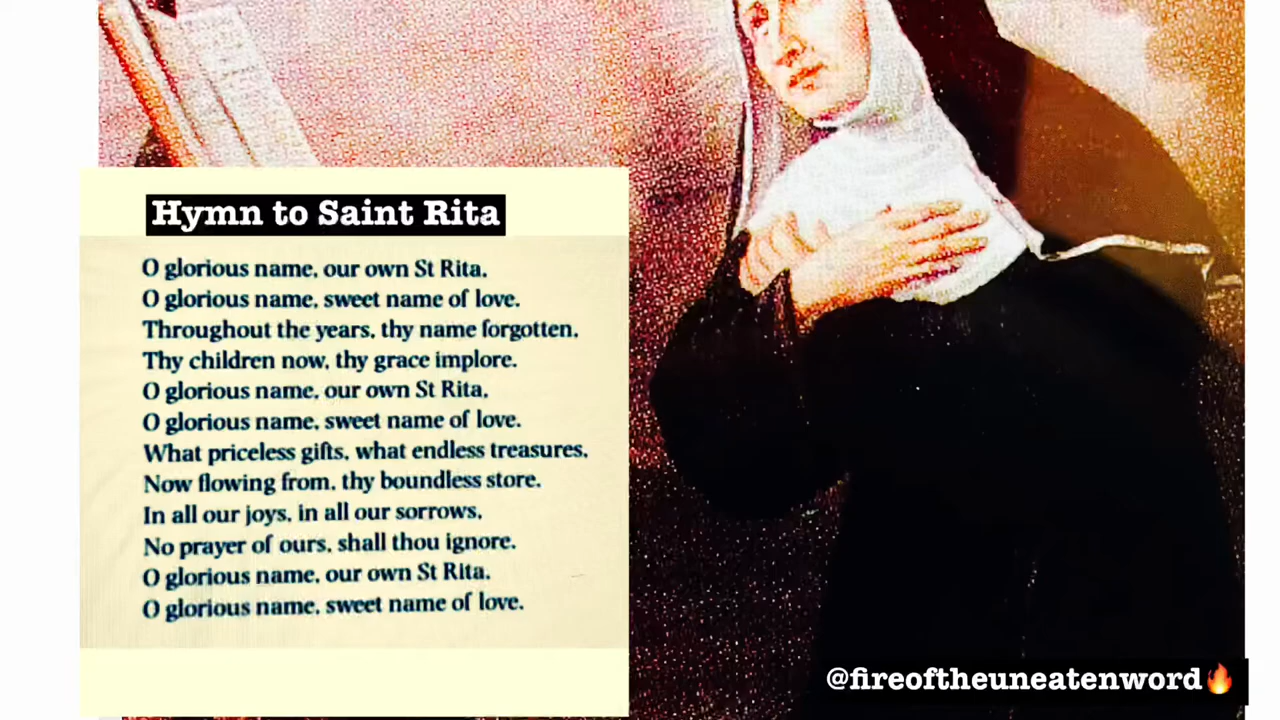 Hymn to Saint Rita
O glorious name, our own St Rita.
O glorious name, sweet name of love.
Throughout the years, thy name forgotten.
Thy children now, thy grace implore.
O glorious name, our own St Rita.
O glorious name, sweet name of love.
What priceless gifts, what endless treasures.
Now flowing from, thy boundless store.
In all our joys, in all our sorrows.
No prayer of ours, shall thou ignore.
O glorious name, our own St Rita.
O glorious name, sweet name of love.
@fireoftheuneatenword🔥